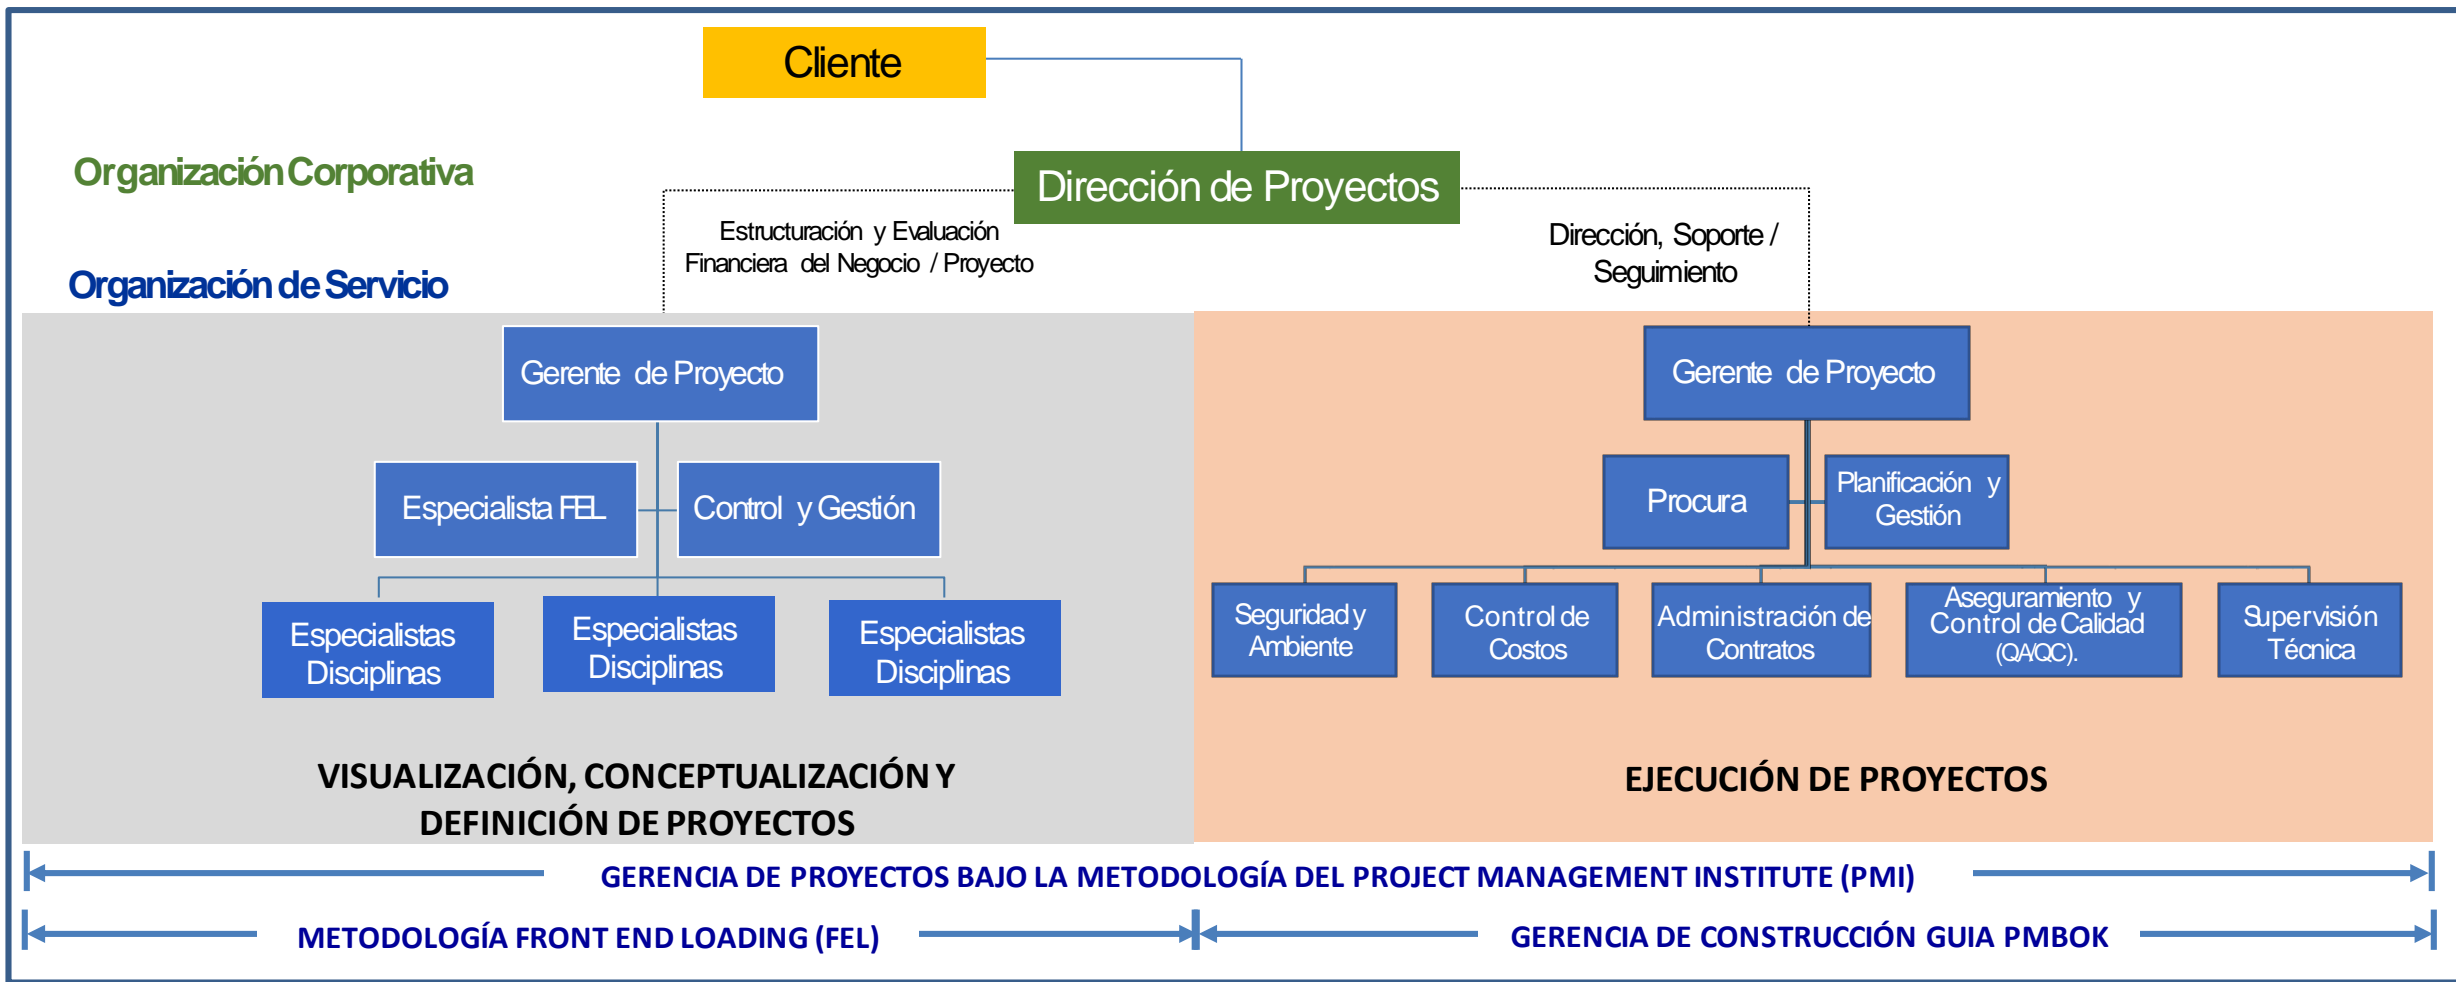 Cliente
Organización Corporativa
Dirección de Proyectos
Estructuración y Evaluación
Financiera del Negocio / Proyecto
Dirección, Soporte /
Seguimiento
Organización de Servicio
Gerente de Proyecto
Especialista FEL
Control y Gestión
Especialistas
Disciplinas
Especialistas
Disciplinas
Especialistas
Disciplinas
VISUALIZACIÓN, CONCEPTUALIZACIÓN Y
DEFINICIÓN DE PROYECTOS
Gerente de Proyecto
Procura
Planificación y
Gestión
Seguridad y
Ambiente
Control de
Costos
Administración de
Contratos
Aseguramiento y
Control de Calidad
(QA/QC).
Supervisión
Técnica
EJECUCIÓN DE PROYECTOS
GERENCIA DE PROYECTOS BAJO LA METODOLOGÍA DEL PROJECT MANAGEMENT INSTITUTE (PMI)
METODOLOGÍA FRONT END LOADING (FEL)
GERENCIA DE CONSTRUCCIÓN GUIA PMBOK